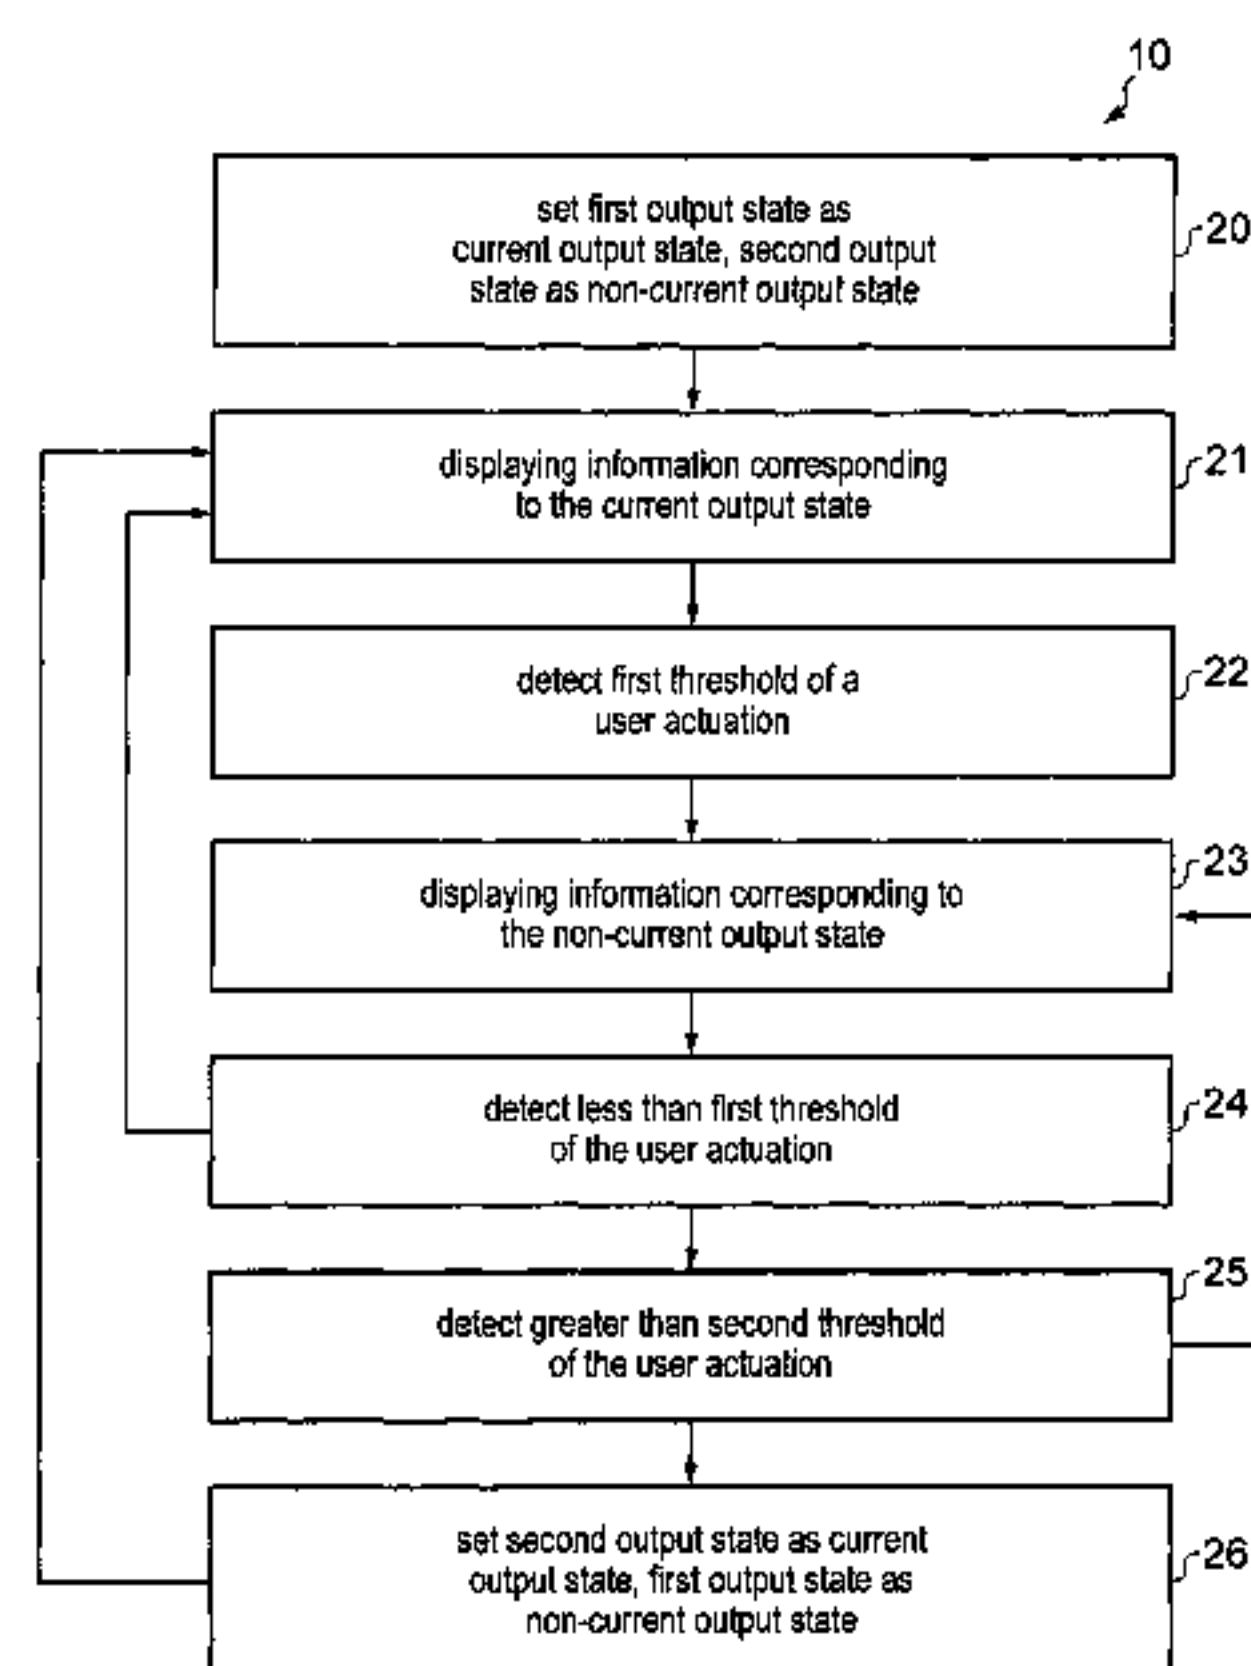 10
set first output state as
current output state, second output
state as non-current output state
20
displaying information corresponding
to the current output state
21
detect first threshold of a
user actuation
22
displaying information corresponding to
the non-current output state
23
detect less than first threshold
of the user actuation
24
detect greater than second threshold
of the user actuation
25
set second output state as current
output state, first output state as
non-current output state
26